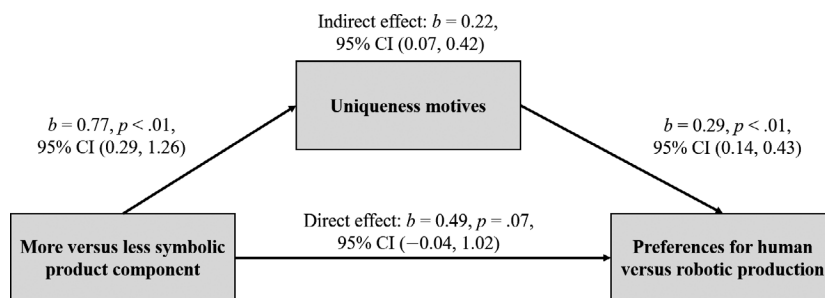 Indirect effect: b = 0.22,
95% CI (0.07, 0.42)
Uniqueness motives
b = 0.77, p < .01,
95% CI (0.29, 1.26)
b = 0.29, p < .01,
95% CI (0.14, 0.43)
Direct effect: b = 0.49, p = .07,
95% CI (−0.04, 1.02)
More versus less symbolic
product component
Preferences for human
versus robotic production